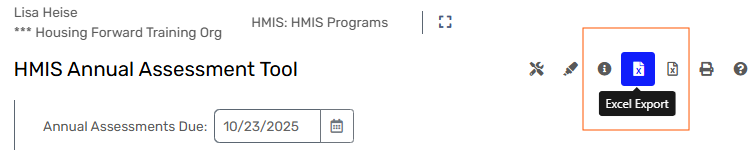 Lisa Heise
*** Housing Forward Training Org
HMIS: HMIS Programs
HMIS Annual Assessment Tool
Excel Export
Annual Assessments Due: 10/23/2025